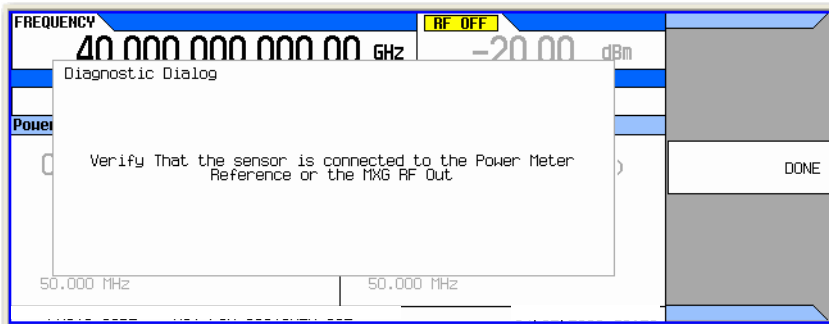 FREQUENCY
RF OFF
40.000 000 000 00 GHz
-20.00 dBm
Diagnostic Dialog
Power
Verify That the sensor is connected to the Power Meter
Reference or the MXG RF Out
DONE
50.000 MHz
50.000 MHz